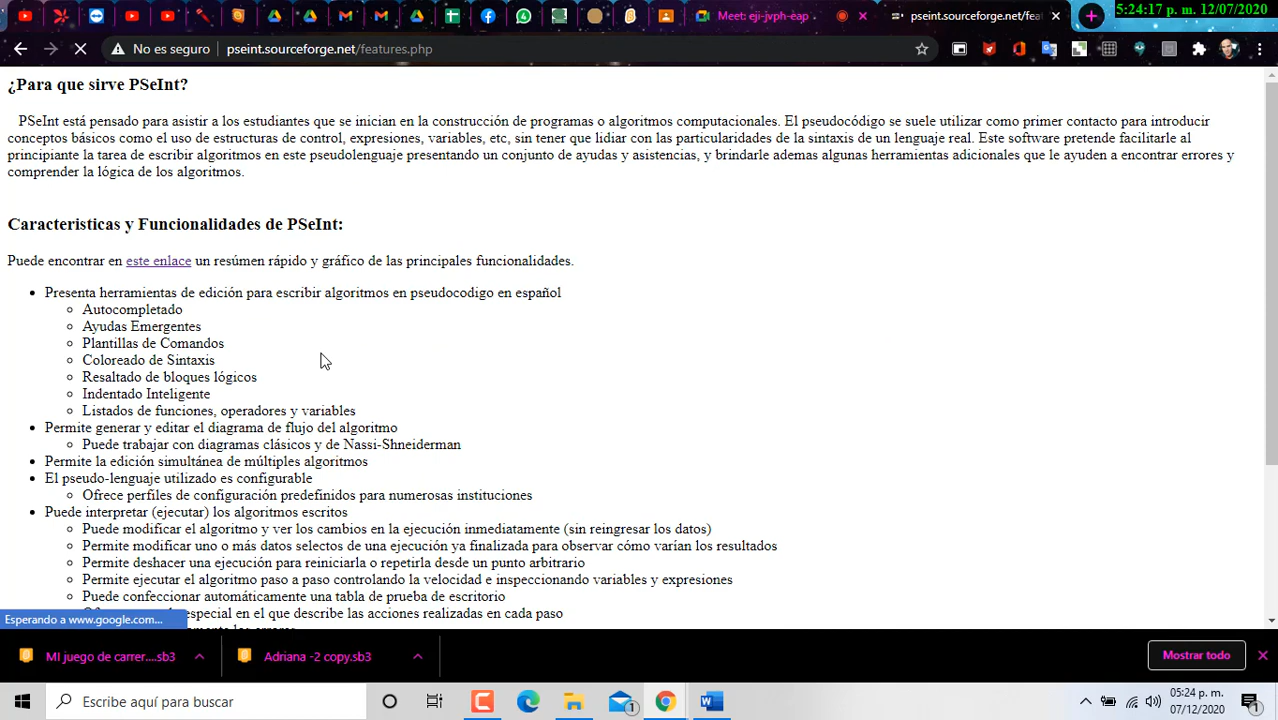 Meet: eji-jvph-eap
pseint.sourceforge.net/fea
5:24:17 p. m. 12/07/2020
No es seguro
pseint.sourceforge.net/features.php
¿Para que sirve PSeInt?
PSeInt está pensado para asistir a los estudiantes que se inician en la construcción de programas o algoritmos computacionales. El pseudocódigo se suele utilizar como primer contacto para introducir
conceptos básicos como el uso de estructuras de control, expresiones, variables, etc, sin tener que lidiar con las particularidades de la sintaxis de un lenguaje real. Este software pretende facilitarle al
principiante la tarea de escribir algoritmos en este pseudolenguaje presentando un conjunto de ayudas y asistencias, y brindarle ademas algunas herramientas adicionales que le ayuden a encontrar errores y
comprender la lógica de los algoritmos.
Caracteristicas y Funcionalidades de PSeInt:
Puede encontrar en este enlace un resúmen rápido y gráfico de las principales funcionalidades.
Presenta herramientas de edición para escribir algoritmos en pseudocodigo en español
Autocompletado
Ayudas Emergentes
Plantillas de Comandos
Coloreado de Sintaxis
Resaltado de bloques lógicos
Indentado Inteligente
Listados de funciones, operadores y variables
Permite generar y editar el diagrama de flujo del algoritmo
Puede trabajar con diagramas clásicos y de Nassi-Shneiderman
Permite la edición simultánea de múltiples algoritmos
El pseudo-lenguaje utilizado es configurable
Ofrece perfiles de configuración predefinidos para numerosas instituciones
Puede interpretar (ejecutar) los algoritmos escritos
Puede modificar el algoritmo y ver los cambios en la ejecución inmediatamente (sin reingresar los datos)
Permite modificar uno o más datos selectos de una ejecución ya finalizada para observar cómo varían los resultados
Permite deshacer una ejecución para reiniciarla o repetirla desde un punto arbitrario
Permite ejecutar el algoritmo paso a paso controlando la velocidad e inspeccionando variables y expresiones
Puede confeccionar automáticamente una tabla de prueba de escritorio
especial en el que describe las acciones realizadas en cada paso
Esperando a www.google.com...
MI juego de carrer....sb3
Adriana -2 copy.sb3
Mostrar todo
Escribe aquí para buscar
05:24 p. m.
07/12/2020